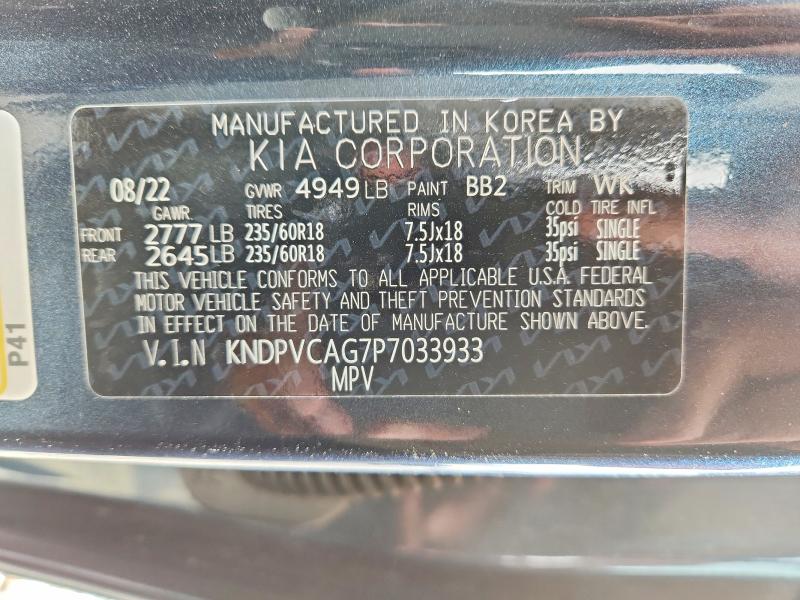 MANUFACTURED IN KOREA BY
KIA CORPORATION
08/22 GVWR 4949 LB PAINT BB2 TRIM WK
GAWR. TIRES RIMS COLD TIRE INFL
FRONT 2777 LB 235/60R18 7.5Jx18 35psi SINGLE
REAR 2645 LB 235/60R18 7.5Jx18 35psi SINGLE
THIS VEHICLE CONFORMS TO ALL APPLICABLE U.S.A. FEDERAL
MOTOR VEHICLE SAFETY AND THEFT PREVENTION STANDARDS
IN EFFECT ON THE DATE OF MANUFACTURE SHOWN ABOVE.
V.I.N KNDPVCAG7P7033933
MPV
P41